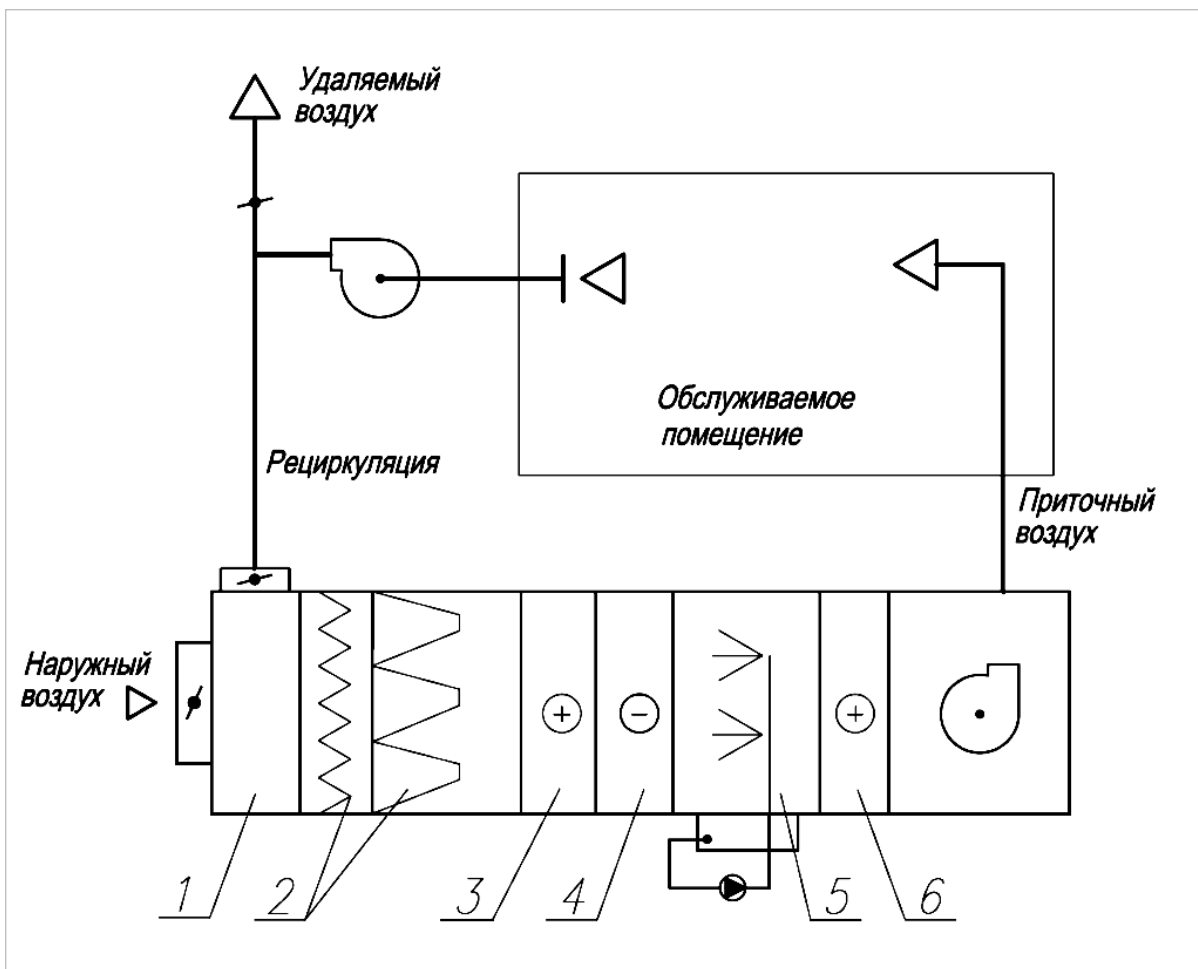 Удаляемый
воздух
Обслуживаемое
помещение
Рециркуляция
Приточный
воздух
Наружный
воздух
1
2
3
4
5
6